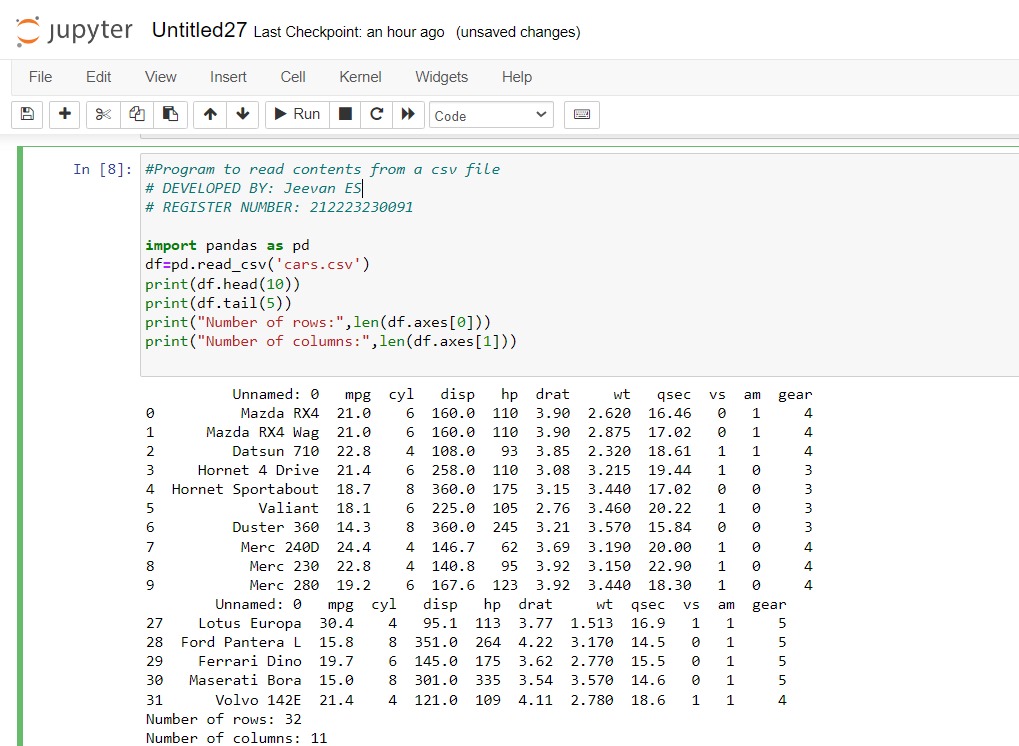 jupyter Untitled27 Last Checkpoint: an hour ago (unsaved changes)
File Edit View Insert Cell Kernel Widgets Help
Run Code
In [8]: #Program to read contents from a csv file
# DEVELOPED BY: Jeevan ES
# REGISTER NUMBER: 212223230091
import pandas as pd
df=pd.read_csv('cars.csv')
print(df.head(10))
print(df.tail(5))
print("Number of rows:",len(df.axes[0]))
print("Number of columns:",len(df.axes[1]))
Unnamed: 0 mpg cyl disp hp drat wt qsec vs am gear
0 Mazda RX4 21.0 6 160.0 110 3.90 2.620 16.46 0 1 4
1 Mazda RX4 Wag 21.0 6 160.0 110 3.90 2.875 17.02 0 1 4
2 Datsun 710 22.8 4 108.0 93 3.85 2.320 18.61 1 1 4
3 Hornet 4 Drive 21.4 6 258.0 110 3.08 3.215 19.44 1 0 3
4 Hornet Sportabout 18.7 8 360.0 175 3.15 3.440 17.02 0 0 3
5 Valiant 18.1 6 225.0 105 2.76 3.460 20.22 1 0 3
6 Duster 360 14.3 8 360.0 245 3.21 3.570 15.84 0 0 3
7 Merc 240D 24.4 4 146.7 62 3.69 3.190 20.00 1 0 4
8 Merc 230 22.8 4 140.8 95 3.92 3.150 22.90 1 0 4
9 Merc 280 19.2 6 167.6 123 3.92 3.440 18.30 1 0 4
Unnamed: 0 mpg cyl disp hp drat wt qsec vs am gear
27 Lotus Europa 30.4 4 95.1 113 3.77 1.513 16.9 1 1 5
28 Ford Pantera L 15.8 8 351.0 264 4.22 3.170 14.5 0 1 5
29 Ferrari Dino 19.7 6 145.0 175 3.62 2.770 15.5 0 1 5
30 Maserati Bora 15.0 8 301.0 335 3.54 3.570 14.6 0 1 5
31 Volvo 142E 21.4 4 121.0 109 4.11 2.780 18.6 1 1 4
Number of rows: 32
Number of columns: 11